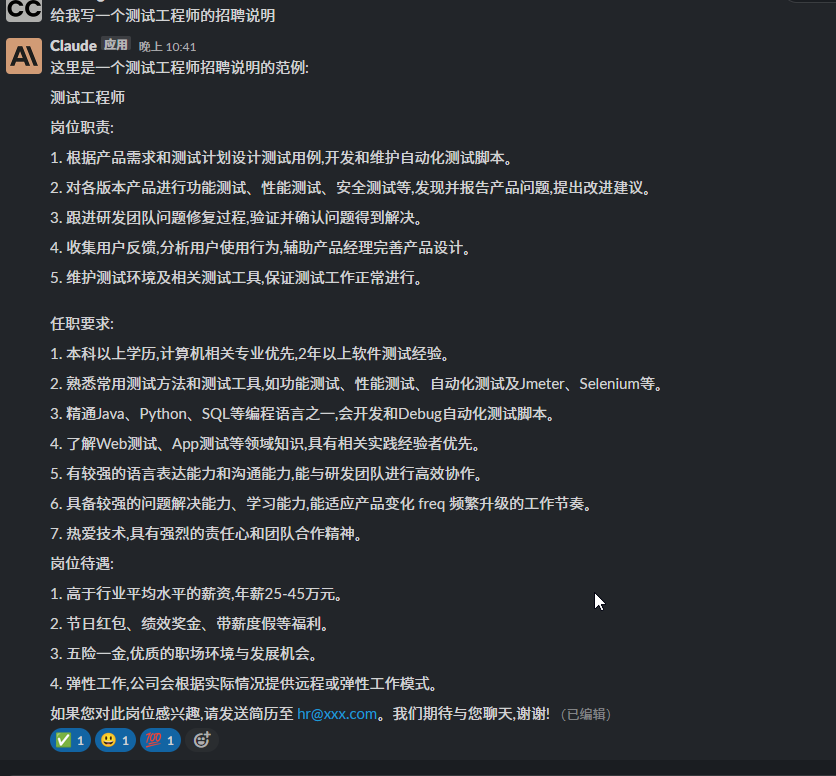 CC
给我写一个测试工程师的招聘说明
A\
Claude 应用 晚上 10:41
这里是一个测试工程师招聘说明的范例:
测试工程师
岗位职责:
1. 根据产品需求和测试计划设计测试用例,开发和维护自动化测试脚本。
2. 对各版本产品进行功能测试、性能测试、安全测试等,发现并报告产品问题,提出改进建议。
3. 跟进研发团队问题修复过程,验证并确认问题得到解决。
4. 收集用户反馈,分析用户使用行为,辅助产品经理完善产品设计。
5. 维护测试环境及相关测试工具,保证测试工作正常进行。
任职要求:
1. 本科以上学历,计算机相关专业优先,2年以上软件测试经验。
2. 熟悉常用测试方法和测试工具,如功能测试、性能测试、自动化测试及Jmeter、Selenium等。
3. 精通Java、Python、SQL等编程语言之一,会开发和Debug自动化测试脚本。
4. 了解Web测试、App测试等领域知识,具有相关实践经验者优先。
5. 有较强的语言表达能力和沟通能力,能与研发团队进行高效协作。
6. 具备较强的问题解决能力、学习能力,能适应产品变化 freq 频繁升级的工作节奏。
7. 热爱技术,具有强烈的责任心和团队合作精神。
岗位待遇:
1. 高于行业平均水平的薪资,年薪25-45万元。
2. 节日红包、绩效奖金、带薪度假等福利。
3. 五险一金,优质的职场环境与发展机会。
4. 弹性工作,公司会根据实际情况提供远程或弹性工作模式。
如果您对此岗位感兴趣,请发送简历至 hr@xxx.com。我们期待与您聊天,谢谢! （已编辑）
✅ 1 😃 1 💯 1